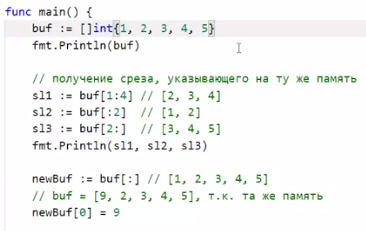 func main() {
buf := []int{1, 2, 3, 4, 5}
fmt.Println(buf)
// получение среза, указывающего на ту же память
sl1 := buf[1:4] // [2, 3, 4]
sl2 := buf[:2] // [1, 2]
sl3 := buf[2:] // [3, 4, 5]
fmt.Println(sl1, sl2, sl3)
newBuf := buf[:] // [1, 2, 3, 4, 5]
// buf = [9, 2, 3, 4, 5], т.к. та же память
newBuf[0] = 9